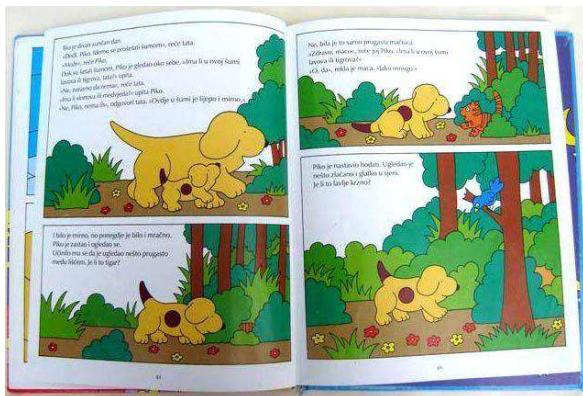 Bio je divan sunčan dan.
»Dođi, Piko. Idemo se prošetati šumom«, reče tata.
»Može«, reče Piko.
Dok su šetali šumom, Piko je gledao oko sebe. »Ima li u ovoj šumi
lavova ili tigrova, tata?« upita.
»Ne, naravno da nema«, reče tata.
»Ima li slonova ili medvjeda?« upita Piko.
»Ne, Piko, nema ih«, odgovori tata. »Ovdje u šumi je lijepo i mirno.«
I bilo je mirno, no ponegdje je bilo i mračno.
Piko je zastao i ogledao se.
Učinilo mu se da je ugledao nešto prugasto
među lišćem. Je li to tigar?
44
Ne, bila je to samo prugasta mačka.
»Zdravo, maco«, reče joj Piko. »Ima li u ovoj šumi
lavova ili tigrova?«
»O, da«, rekla je maca. »Jako mnogo.«
Piko je nastavio hodati. Ugledao je
nešto zlaćano i glatko u sjeni.
Je li to lavlje krzno?